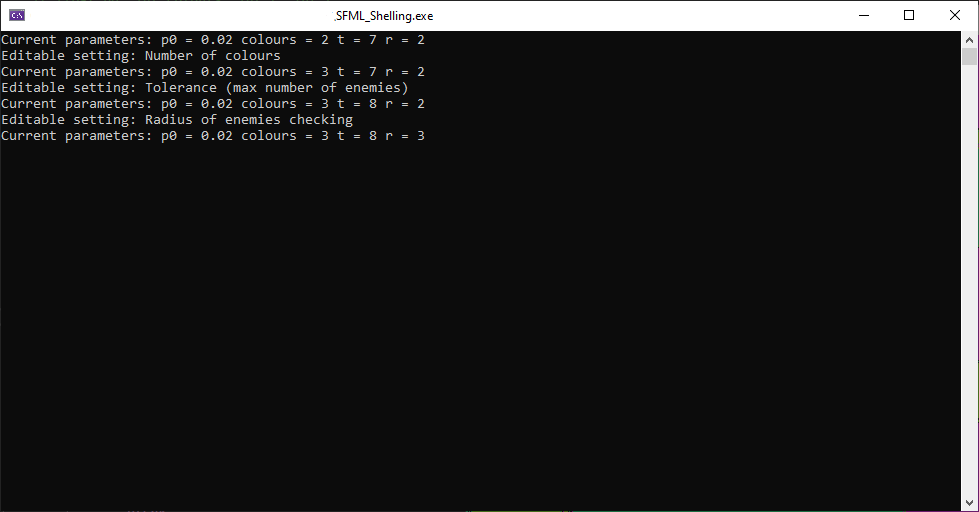 SFML_Shelling.exe
Current parameters: p0 = 0.02 colours = 2 t = 7 r = 2
Editable setting: Number of colours
Current parameters: p0 = 0.02 colours = 3 t = 7 r = 2
Editable setting: Tolerance (max number of enemies)
Current parameters: p0 = 0.02 colours = 3 t = 8 r = 2
Editable setting: Radius of enemies checking
Current parameters: p0 = 0.02 colours = 3 t = 8 r = 3